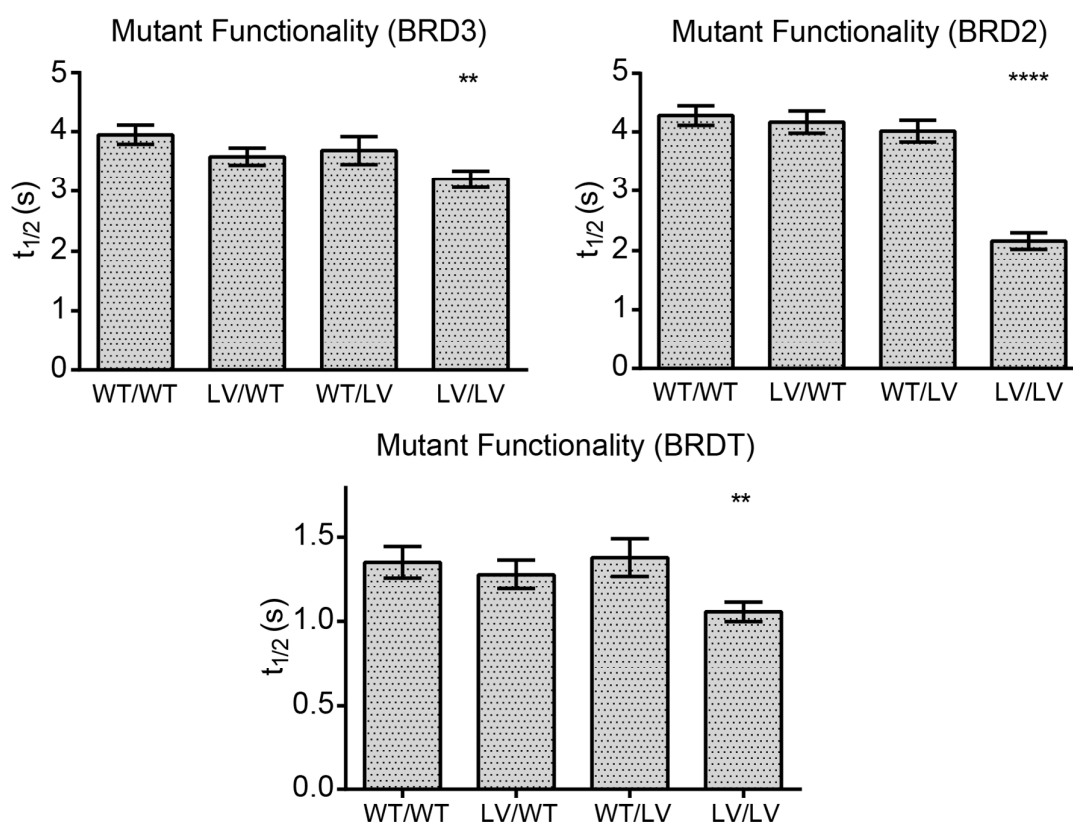 Mutant Functionality (BRD3)
**
5
4
3
2
1
0
t1/2 (s)
WT/WT LV/WT WT/LV LV/LV
Mutant Functionality (BRD2)
****
5
4
3
2
1
0
t1/2 (s)
WT/WT LV/WT WT/LV LV/LV
Mutant Functionality (BRDT)
**
1.5
1.0
0.5
0.0
t1/2 (s)
WT/WT LV/WT WT/LV LV/LV